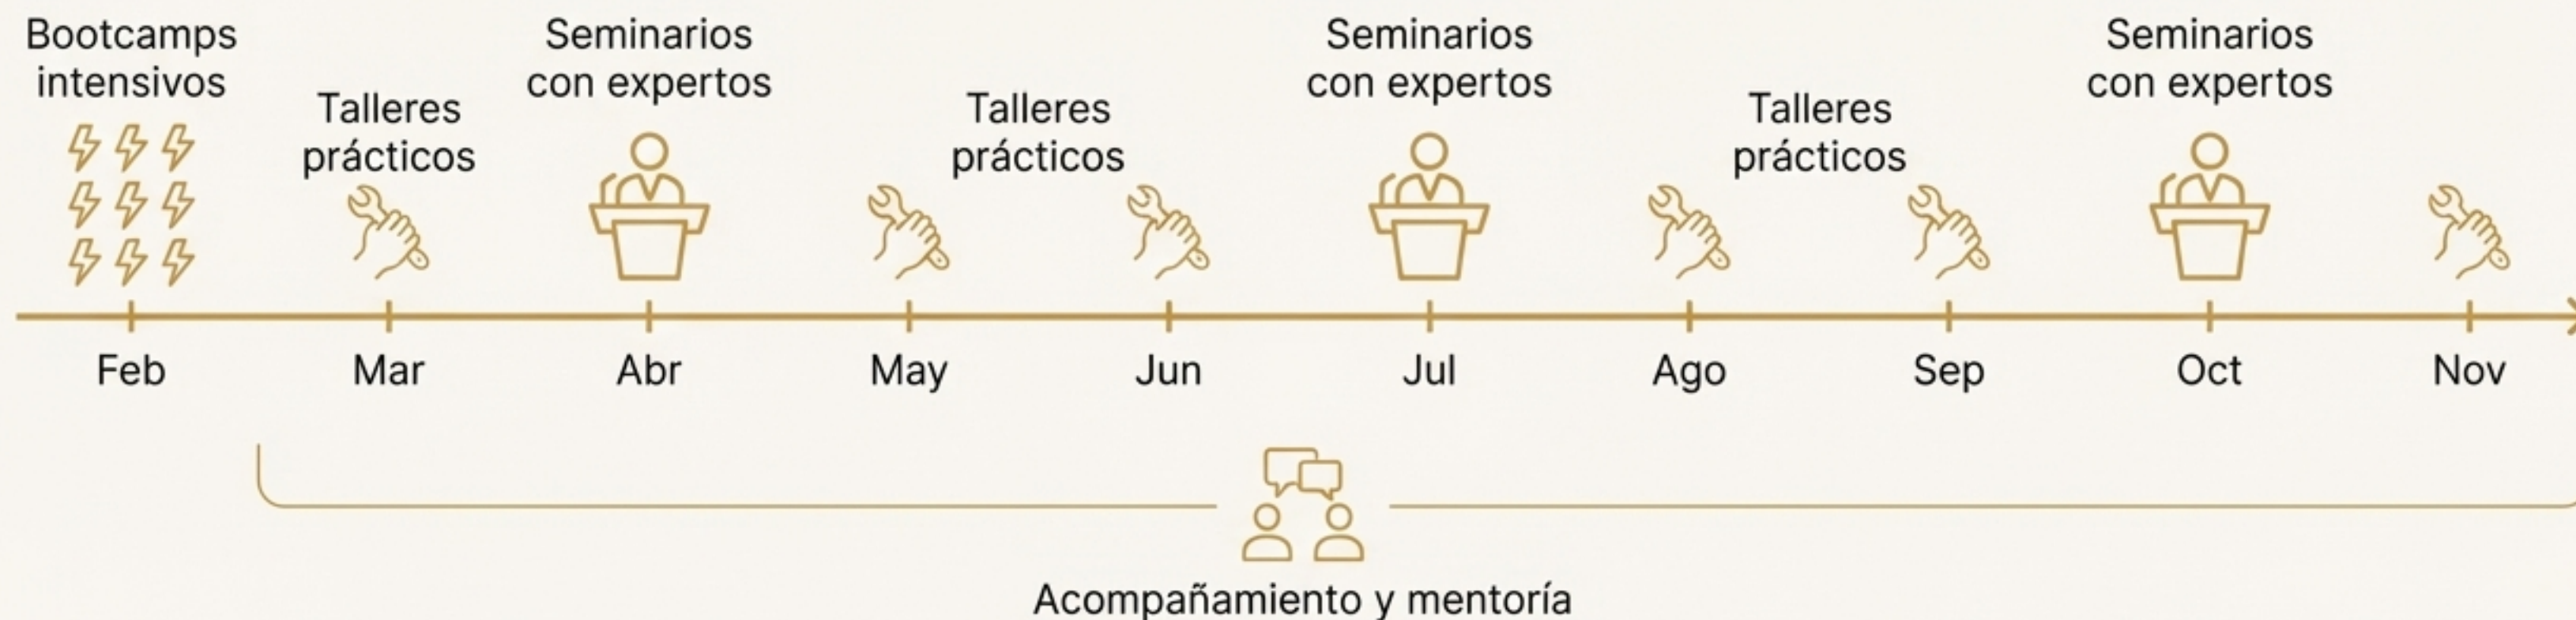 Bootcamps
intensivos
Talleres
prácticos
Seminarios
con expertos
Talleres
prácticos
Seminarios
con expertos
Talleres
prácticos
Seminarios
con expertos
Feb
Mar
Abr
May
Jun
Jul
Ago
Sep
Oct
Nov
Acompañamiento y mentoría